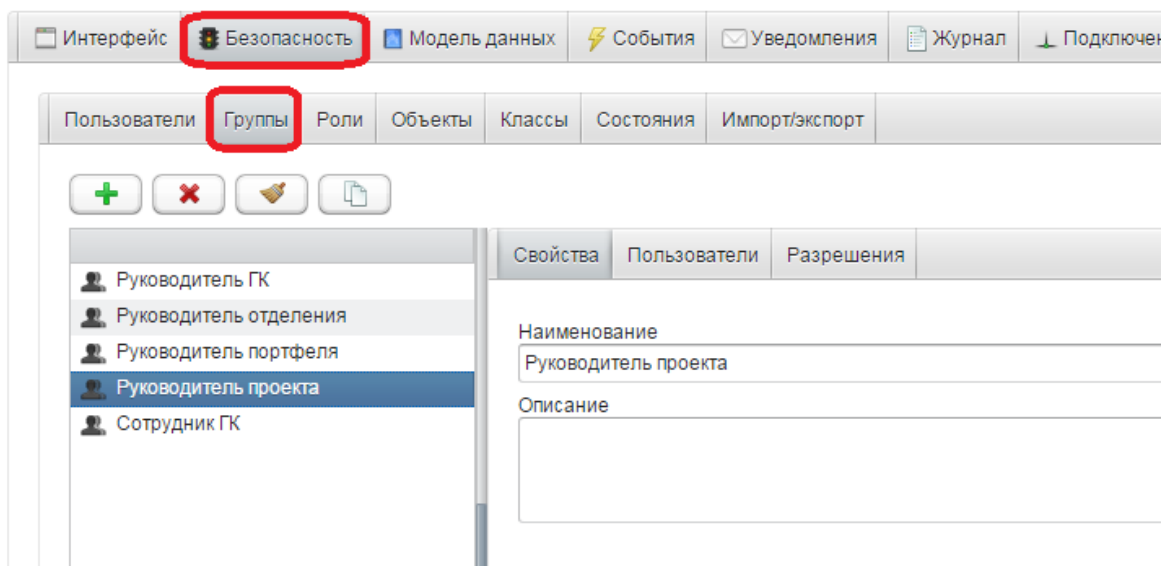 Интерфейс Безопасность Модель данных События Уведомления Журнал Подключен
Пользователи Группы Роли Объекты Классы Состояния Импорт/экспорт
Свойства Пользователи Разрешения
Руководитель ГК
Руководитель отделения
Руководитель портфеля
Руководитель проекта
Сотрудник ГК
Наименование
Руководитель проекта
Описание